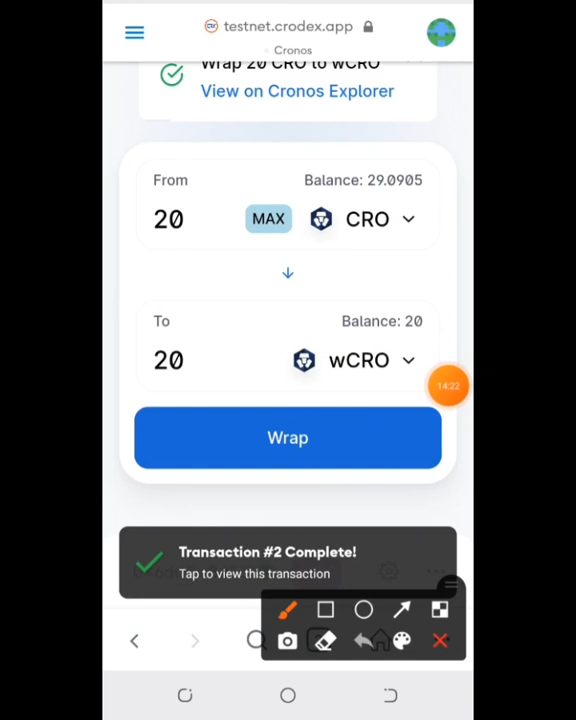 testnet.crodex.app
Cronos
Wrap 20 CRO to wCRO
View on Cronos Explorer
From
Balance: 29.0905
20
MAX
CRO
To
Balance: 20
20
wCRO
14:22
Wrap
Transaction #2 Complete!
Tap to view this transaction